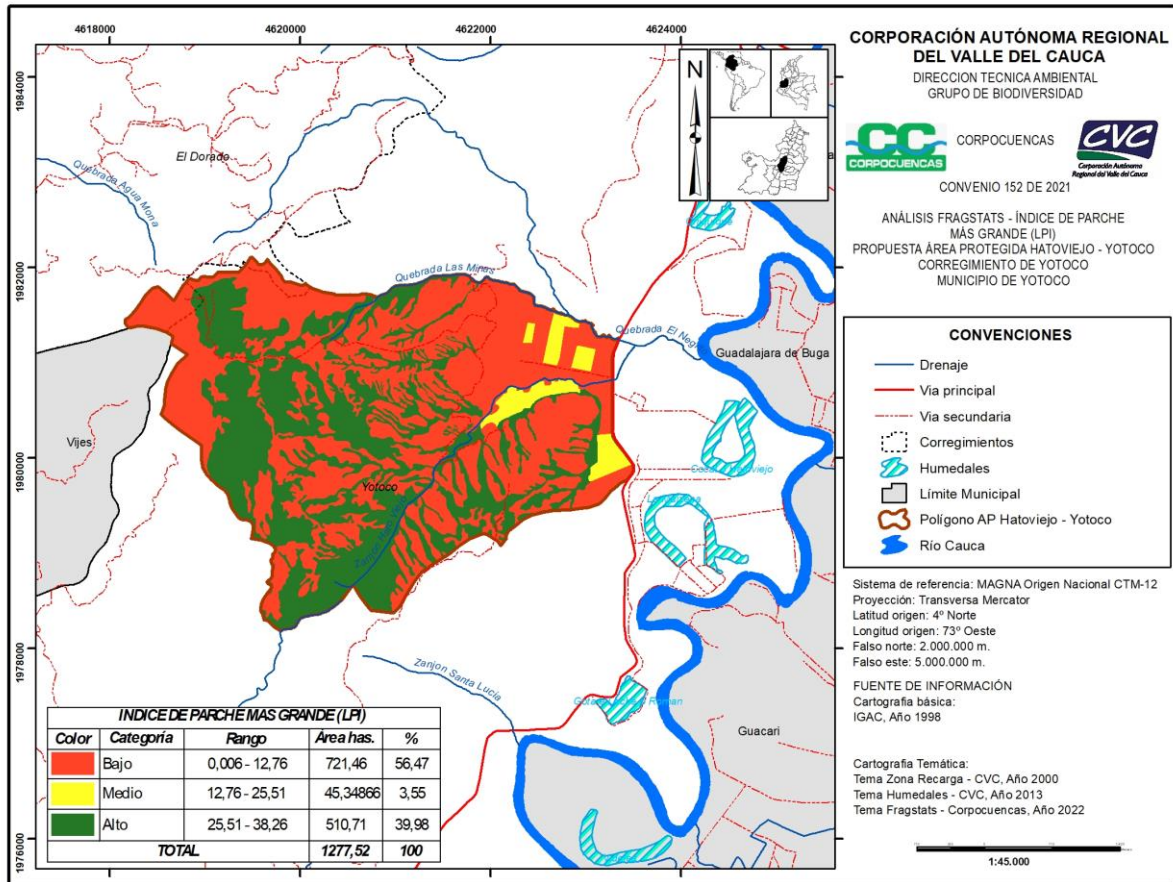 4618000 4620000 4622000 4624000
1984000
1982000
1980000
1978000
1976000
N
El Dorado
Quebrada Agua Mona
Quebrada Las Minas
Quebrada El Negrito
Guadalajara de Buga
Vijes
Yotoco
Zanjon Santa Lucía
Guacari
INDICE DE PARCHE MAS GRANDE (LPI)
Color Categoría Rango Área has. %
Bajo 0,006 - 12,76 721,46 56,47
Medio 12,76 - 25,51 45,34866 3,55
Alto 25,51 - 38,26 510,71 39,98
TOTAL 1277,52 100
CORPORACIÓN AUTÓNOMA REGIONAL
DEL VALLE DEL CAUCA
DIRECCION TECNICA AMBIENTAL
GRUPO DE BIODIVERSIDAD
CC
CORPOCUENCAS
CORPOCUENCAS
CVC
Corporación Autónoma
Regional del Valle del Cauca
CONVENIO 152 DE 2021
ANÁLISIS FRAGSTATS - ÍNDICE DE PARCHE
MÁS GRANDE (LPI)
PROPUESTA ÁREA PROTEGIDA HATOVIEJO - YOTOCO
CORREGIMIENTO DE YOTOCO
MUNICIPIO DE YOTOCO
CONVENCIONES
Drenaje
Via principal
Via secundaria
Corregimientos
Humedales
Límite Municipal
Polígono AP Hatoviejo - Yotoco
Río Cauca
Sistema de referencia: MAGNA Origen Nacional CTM-12
Proyección: Transversa Mercator
Latitud origen: 4º Norte
Longitud origen: 73º Oeste
Falso norte: 2.000.000 m.
Falso este: 5.000.000 m.
FUENTE DE INFORMACIÓN
Cartografía básica:
IGAC, Año 1998
Cartografía Temática:
Tema Zona Recarga - CVC, Año 2000
Tema Humedales - CVC, Año 2013
Tema Fragstats - Corpocuencas, Año 2022
1:45.000